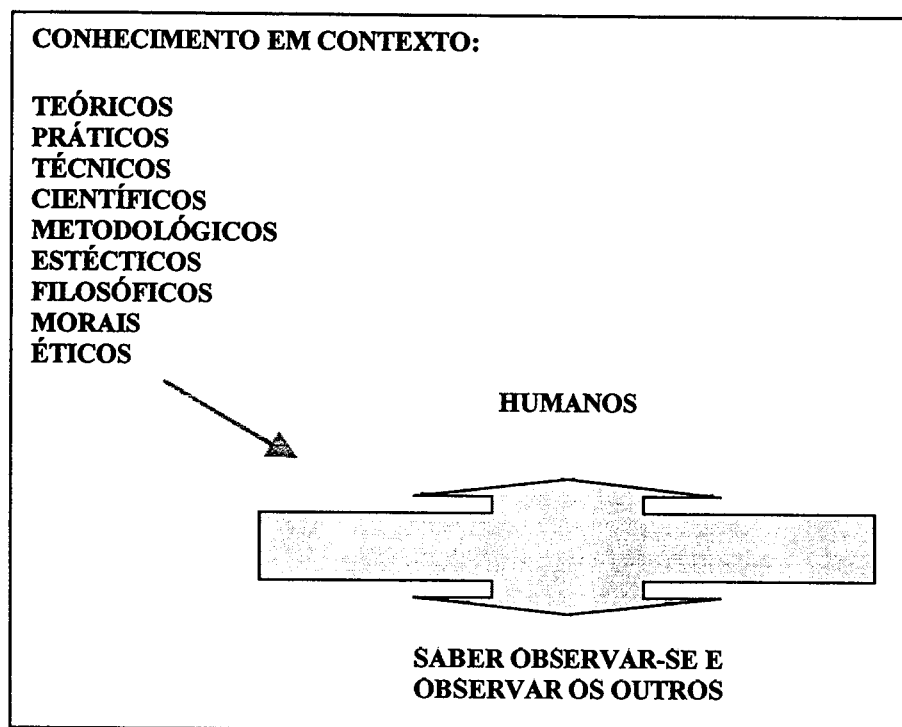 CONHECIMENTO EM CONTEXTO:
TEÓRICOS
PRÁTICOS
TÉCNICOS
CIENTÍFICOS
METODOLÓGICOS
ESTÉCTICOS
FILOSÓFICOS
MORAIS
ÉTICOS
HUMANOS
SABER OBSERVAR-SE E
OBSERVAR OS OUTROS